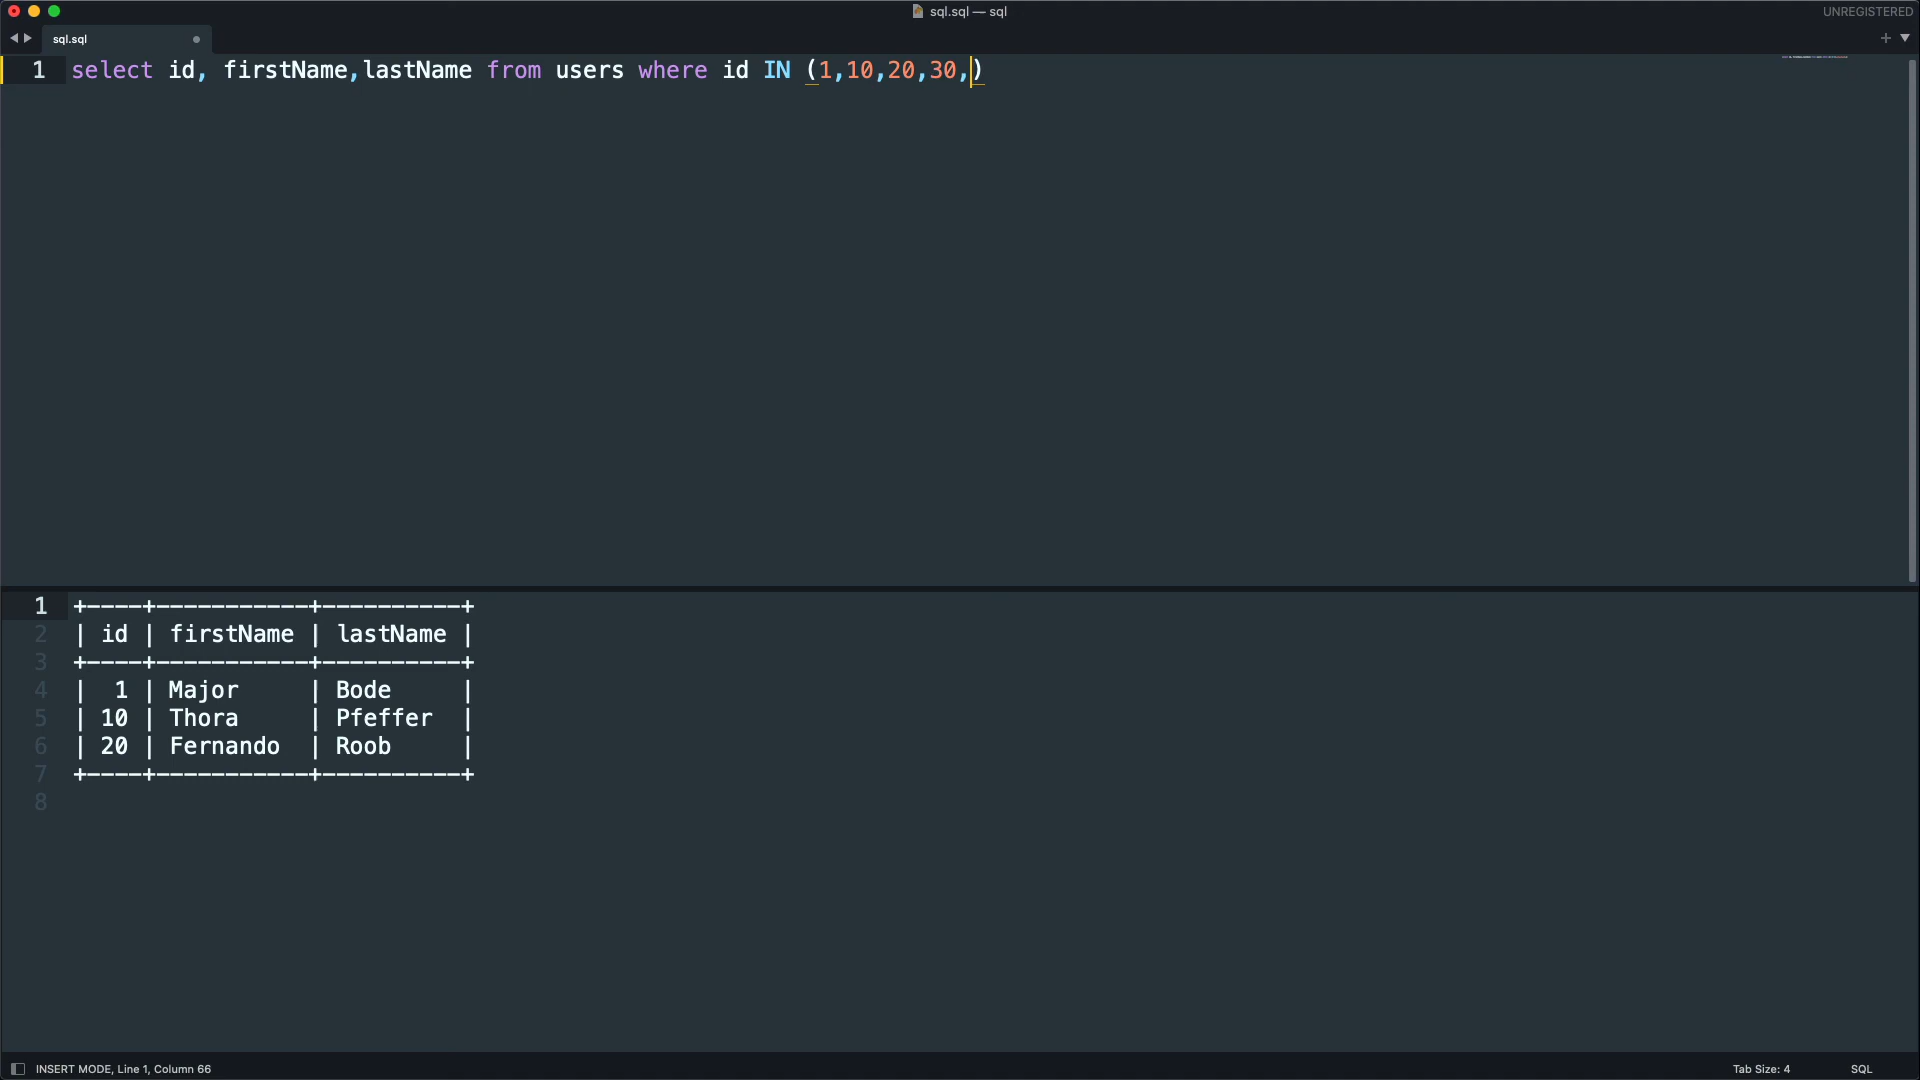 sql.sql — sql
UNREGISTERED
sql.sql
1 select id, firstName,lastName from users where id IN (1,10,20,30,)
1 +----+-----------+----------+
2 | id | firstName | lastName |
3 +----+-----------+----------+
4 |  1 | Major     | Bode     |
5 | 10 | Thora     | Pfeffer  |
6 | 20 | Fernando  | Roob     |
7 +----+-----------+----------+
8
INSERT MODE, Line 1, Column 66
Tab Size: 4
SQL